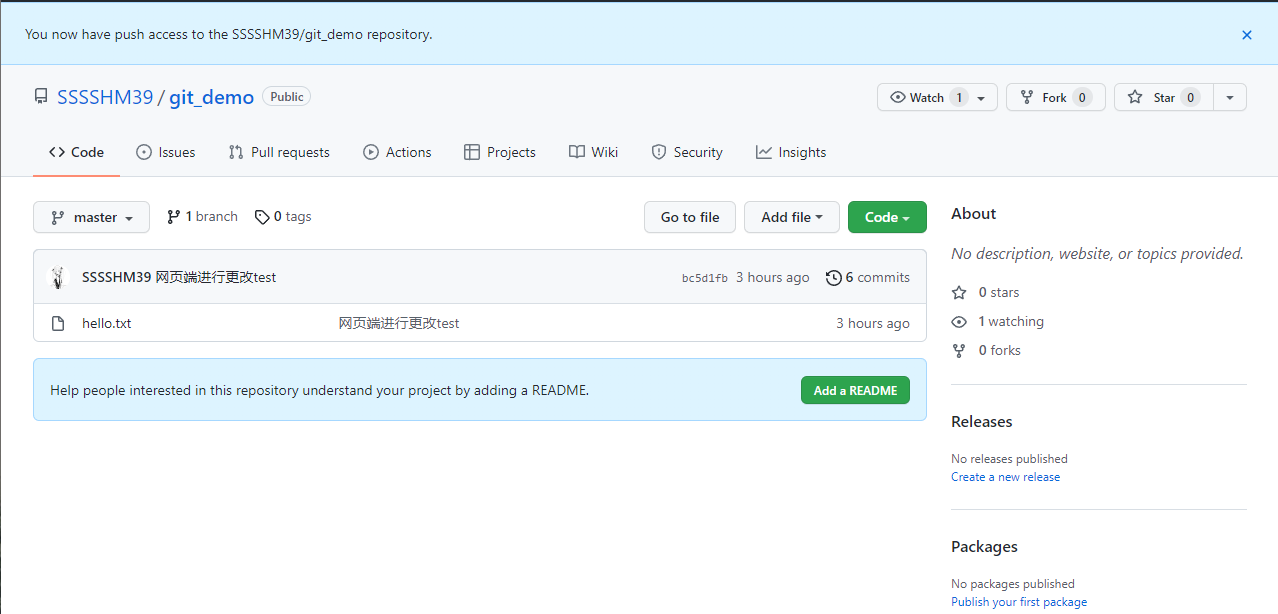 You now have push access to the SSSSHM39/git_demo repository.
SSSSHM39 / git_demo Public
Watch 1 Fork 0 Star 0
Code Issues Pull requests Actions Projects Wiki Security Insights
master 1 branch 0 tags Go to file Add file Code
SSSSHM39 网页端进行更改test bc5d1fb 3 hours ago 6 commits
hello.txt 网页端进行更改test 3 hours ago
Help people interested in this repository understand your project by adding a README. Add a README
About
No description, website, or topics provided.
0 stars
1 watching
0 forks
Releases
No releases published
Create a new release
Packages
No packages published
Publish your first package